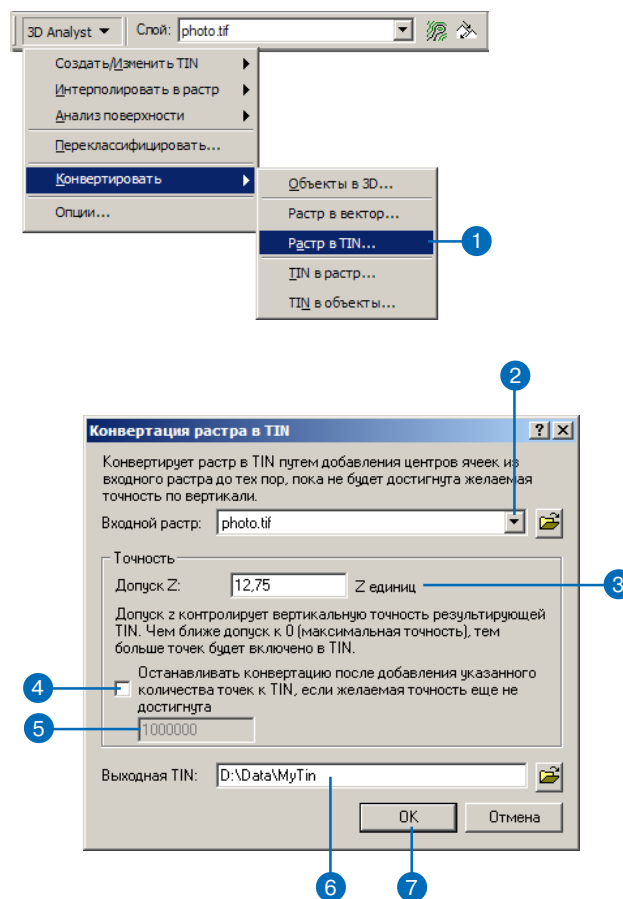 3D Analyst Слой: photo.tif
Создать/Изменить TIN
Интерполировать в растр
Анализ поверхности
Переклассифицировать...
Конвертировать
Опции...
Объекты в 3D...
Растр в вектор...
Растр в TIN...
TIN в растр...
TIN в объекты...
1
2
Конвертация растра в TIN
Конвертирует растр в TIN путем добавления центров ячеек из
входного растра до тех пор, пока не будет достигнута желаемая
точность по вертикали.
Входной растр: photo.tif
Точность
Допуск Z: 12,75 Z единиц
3
Допуск z контролирует вертикальную точность результирующей
TIN. Чем ближе допуск к 0 (максимальная точность), тем
больше точек будет включено в TIN.
Останавливать конвертацию после добавления указанного
4 количества точек к TIN, если желаемая точность еще не
достигнута
5 1000000
Выходная TIN: D:\Data\MyTin
OK Отмена
6 7